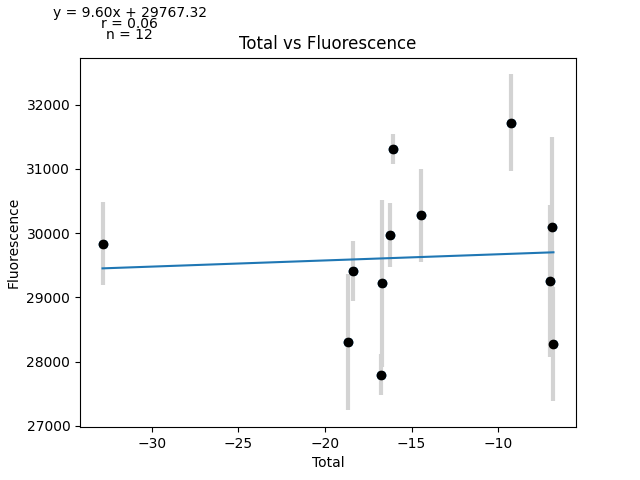 y = 9.60x + 29767.32
r = 0.06
n = 12
Total vs Fluorescence
32000
31000
30000
29000
28000
27000
Fluorescence
−30
−25
−20
−15
−10
Total